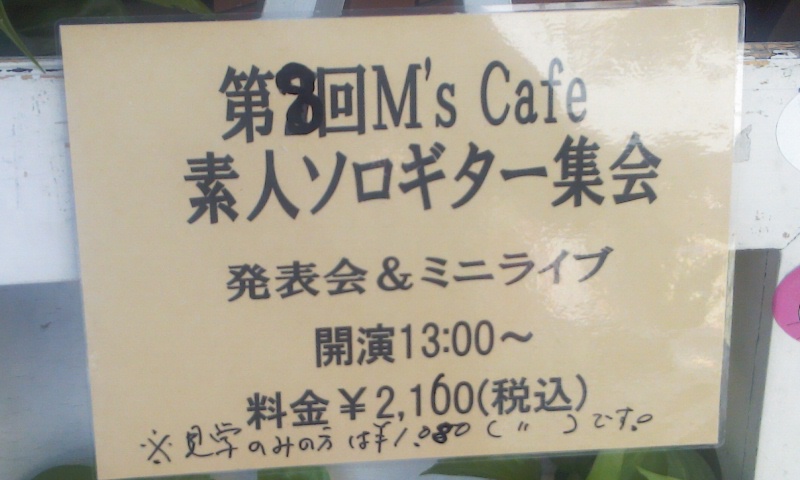 第8回M's Cafe
素人ソロギター集会
発表会&ミニライブ
開演13:00～
料金￥2,160(税込)
※見学のみの方は¥1.080(〃)です。